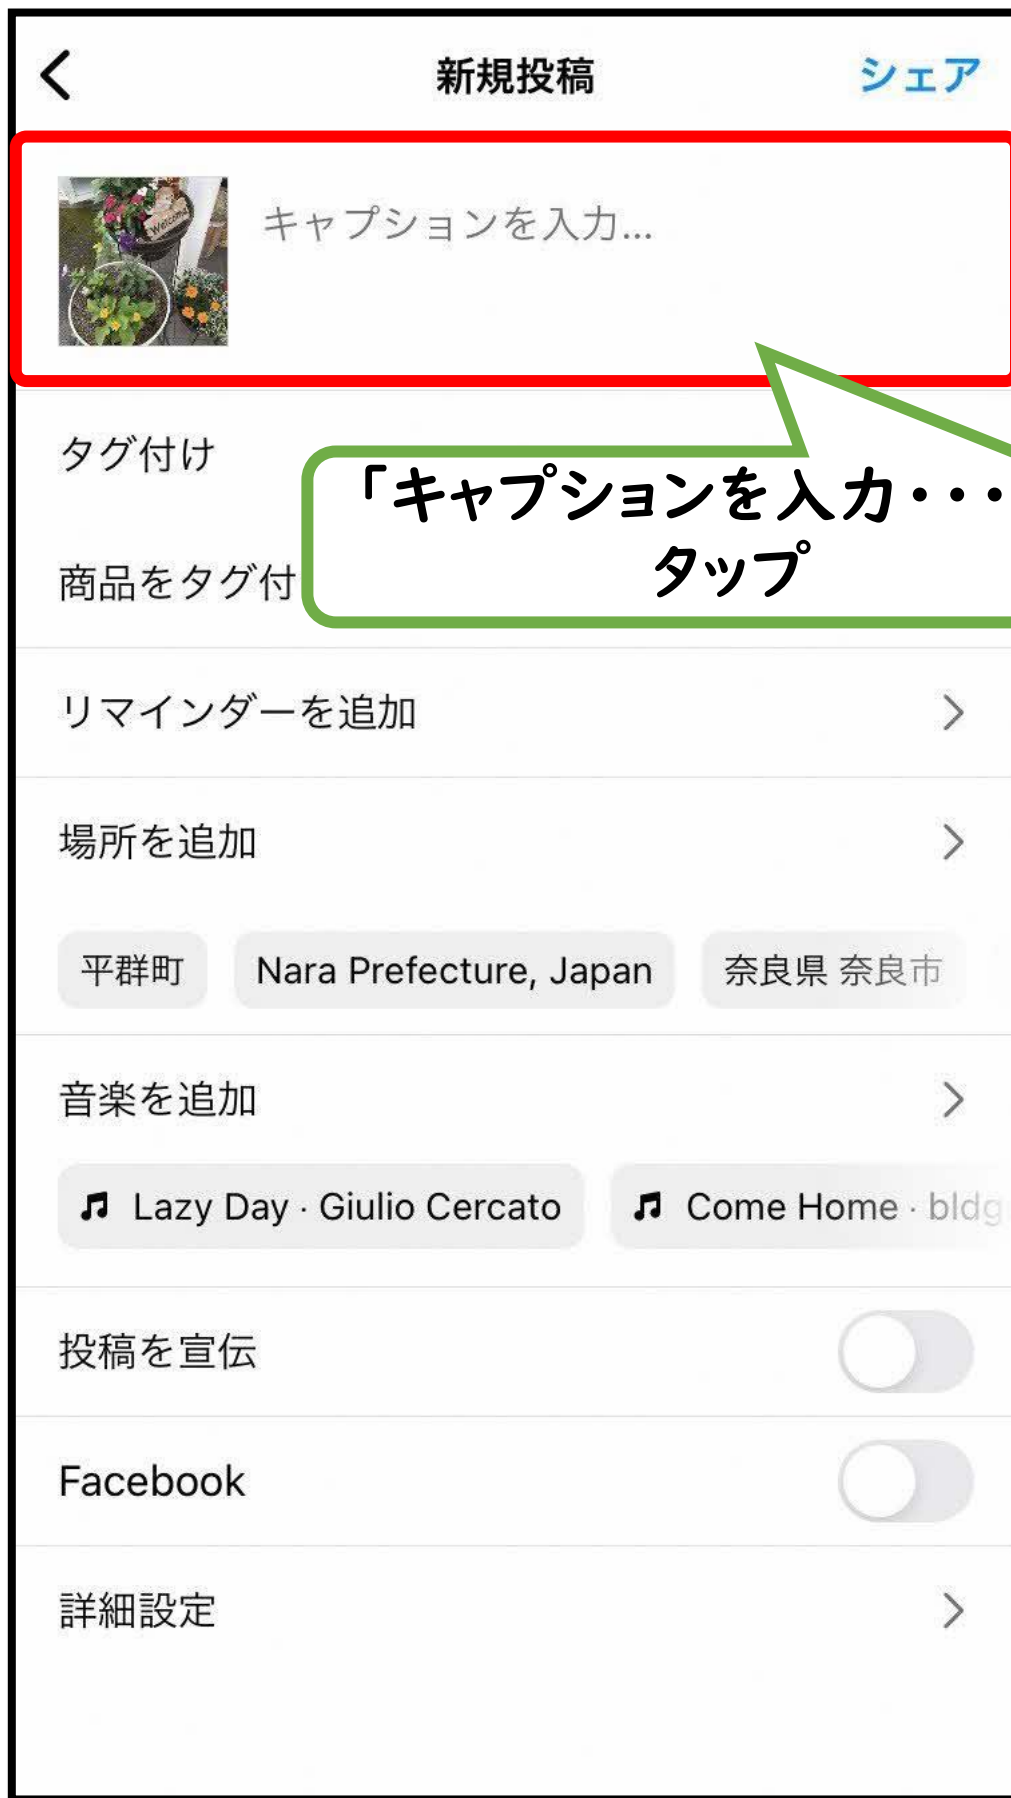 新規投稿
シェア
Welcome
キャプションを入力...
タグ付け
「キャプションを入力・・・
タップ
商品をタグ付
リマインダーを追加
場所を追加
平群町
Nara Prefecture, Japan
奈良県 奈良市
音楽を追加
Lazy Day · Giulio Cercato
Come Home · bldg
投稿を宣伝
Facebook
詳細設定